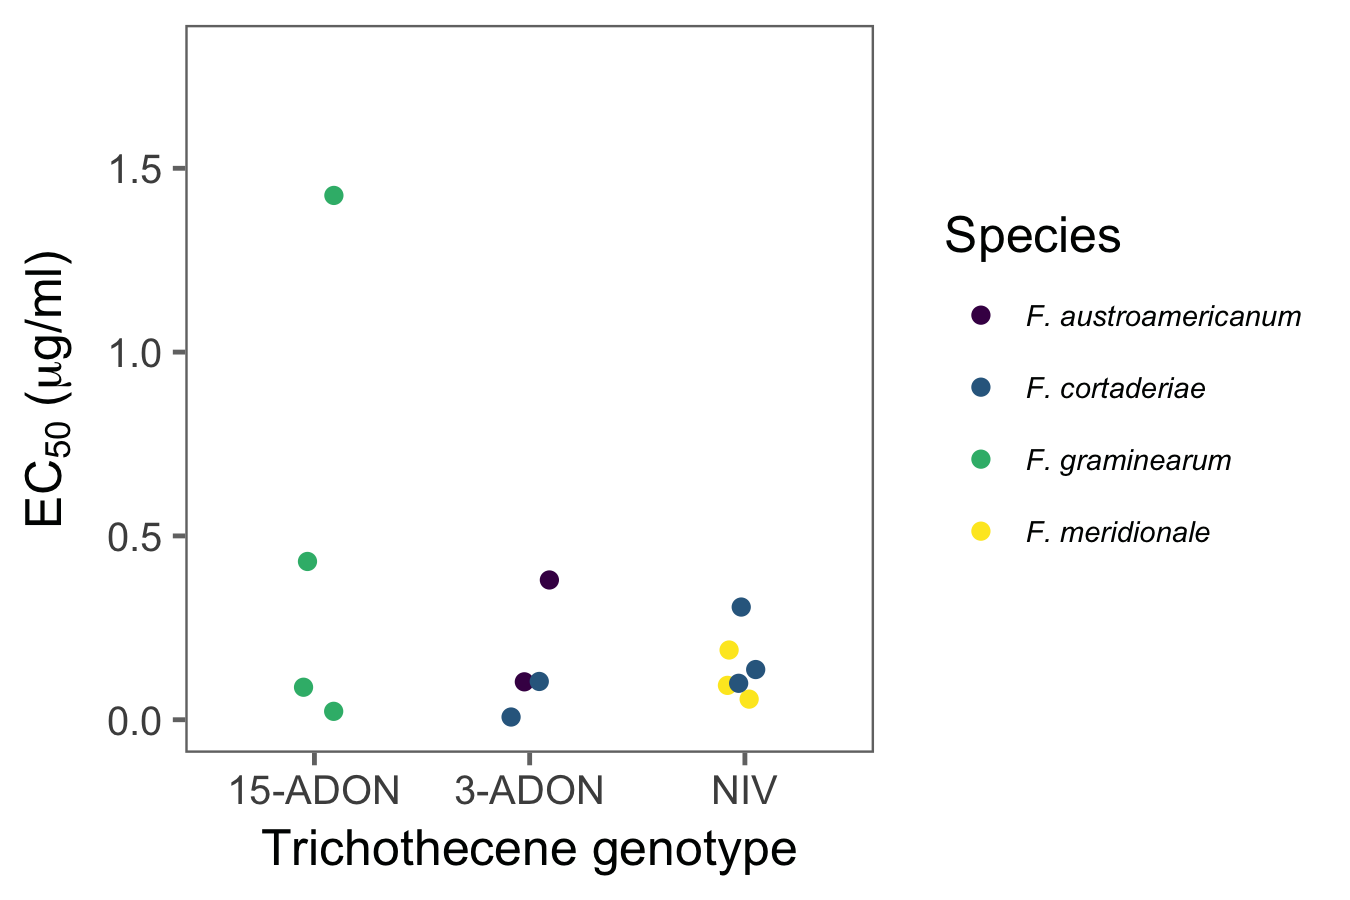 1.5
1.0
0.5
0.0
EC50 (μg/ml)
15-ADON 3-ADON NIV
Trichothecene genotype
Species
F. austroamericanum
F. cortaderiae
F. graminearum
F. meridionale